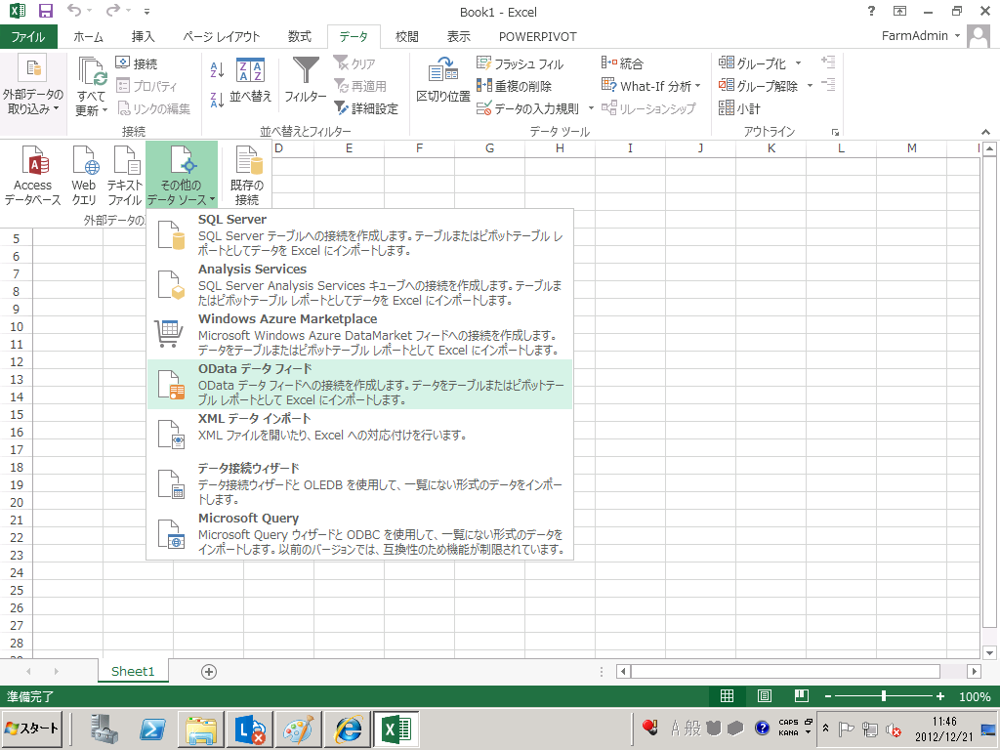 Book1 - Excel
ファイル ホーム 挿入 ページ レイアウト 数式 データ 校閲 表示 POWERPIVOT FarmAdmin
外部データの
取り込み
すべて
更新
接続
プロパティ
リンクの編集
接続
並べ替え
フィルター
クリア
再適用
詳細設定
並べ替えとフィルター
区切り位置
フラッシュ フィル
重複の削除
データの入力規則
統合
What-If 分析
リレーションシップ
データ ツール
グループ化
グループ解除
小計
アウトライン
Access
データベース
Web
クエリ
テキスト
ファイル
その他の
データ ソース
既存の
接続
外部データの
D E F G H I J K L M
SQL Server
SQL Server テーブルへの接続を作成します。テーブルまたはピボットテーブル レ
ポートとしてデータを Excel にインポートします。
Analysis Services
SQL Server Analysis Services キューブへの接続を作成します。テーブルま
たはピボットテーブル レポートとしてデータを Excel にインポートします。
Windows Azure Marketplace
Microsoft Windows Azure DataMarket フィードへの接続を作成します。
データをテーブルまたはピボットテーブル レポートとして Excel にインポートします。
OData データ フィード
OData データ フィードへの接続を作成します。データをテーブルまたはピボットテー
ブル レポートとして Excel にインポートします。
XML データ インポート
XML ファイルを開いたり、Excel への対応付けを行います。
データ接続ウィザード
データ接続ウィザードと OLEDB を使用して、一覧にない形式のデータをインポー
トします。
Microsoft Query
Microsoft Query ウィザードと ODBC を使用して、一覧にない形式のデータを
インポートします。以前のバージョンでは、互換性のため機能が制限されています。
5
6
7
8
9
10
11
12
13
14
15
16
17
18
19
20
21
22
23
24
25
26
27
28
Sheet1
準備完了
100%
スタート
A 般
CAPS
KANA
11:46
2012/12/21